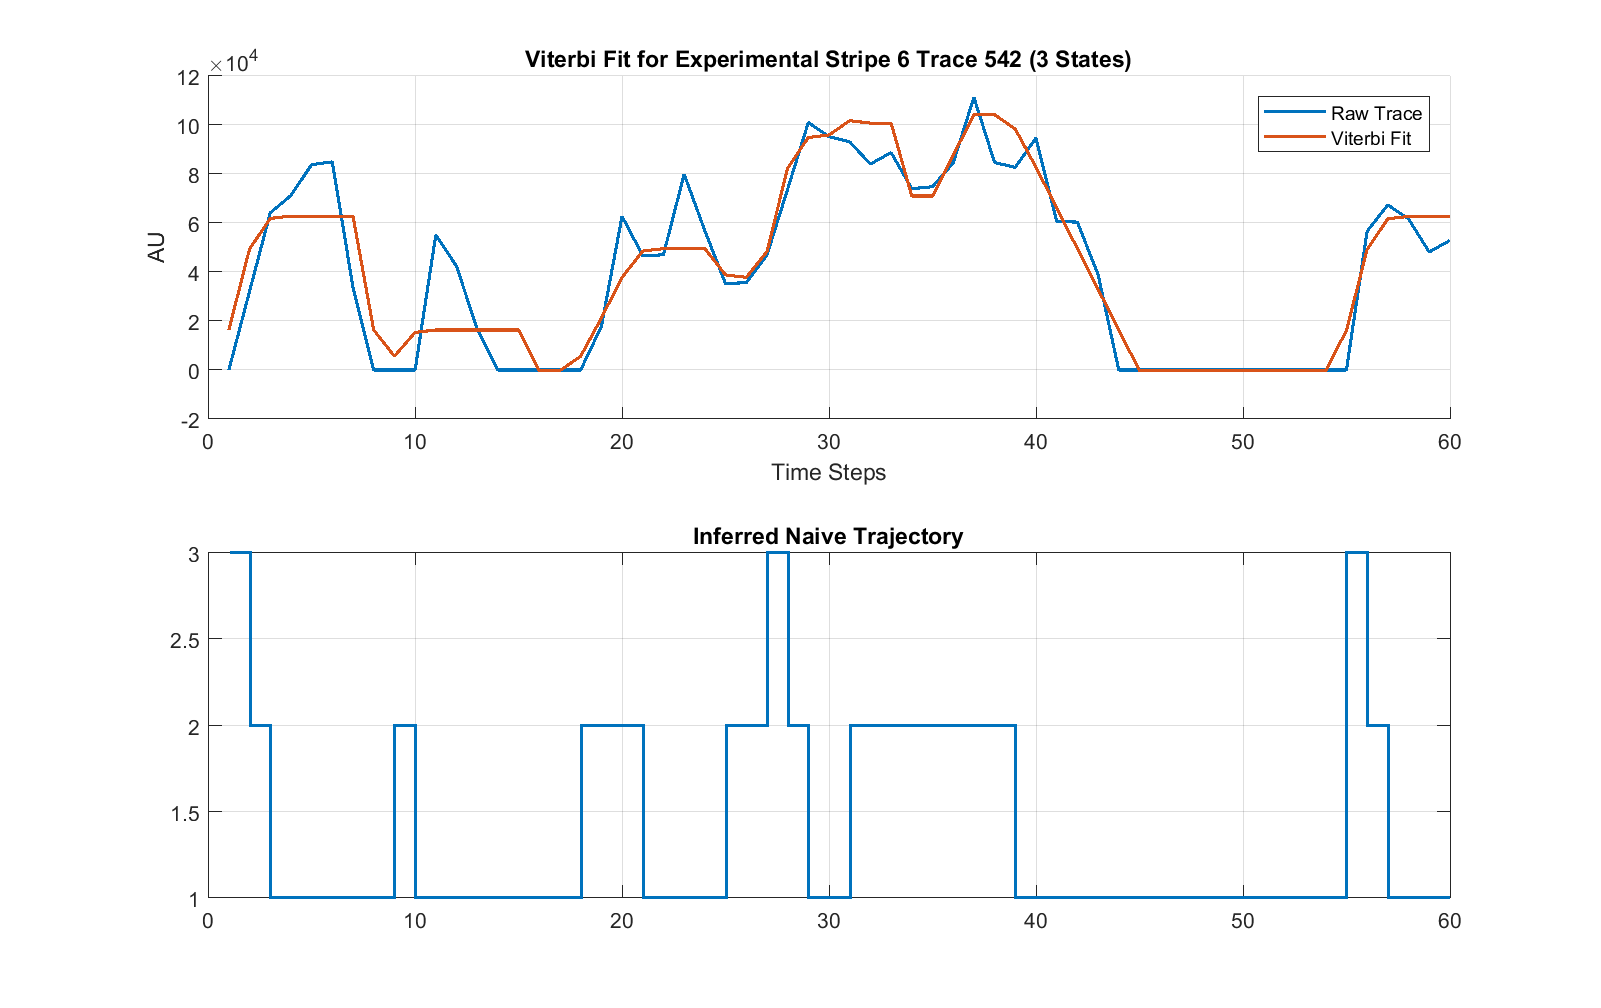 Viterbi Fit for Experimental Stripe 6 Trace 542 (3 States)
×10⁴
12
10
8
6
4
2
0
-2
AU
Raw Trace
Viterbi Fit
0 10 20 30 40 50 60
Time Steps
Inferred Naive Trajectory
3
2.5
2
1.5
1
0 10 20 30 40 50 60